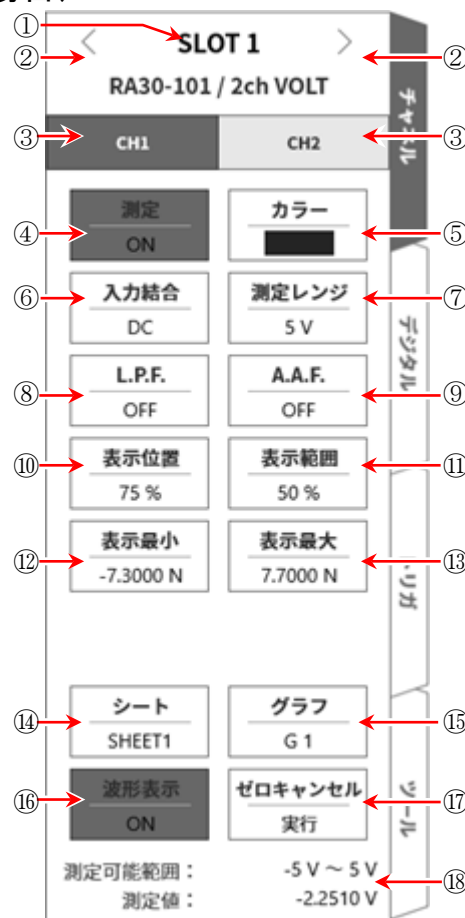 ① SLOT 1
② < > ②
RA30-101 / 2ch VOLT
③ CH1 CH2 ③
チャンネル
④ 測定 カラー ⑤
ON
⑥ 入力結合 測定レンジ ⑦
DC 5 V
デジタル
⑧ L.P.F. A.A.F. ⑨
OFF OFF
⑩ 表示位置 表示範囲 ⑪
75 % 50 %
⑫ 表示最小 表示最大 ⑬
-7.3000 N 7.7000 N
リガ
⑭ シート グラフ ⑮
SHEET1 G 1
⑯ 波形表示 ゼロキャンセル ⑰
ON 実行
ツール
測定可能範囲： -5 V ～ 5 V
測定値： -2.2510 V ⑱